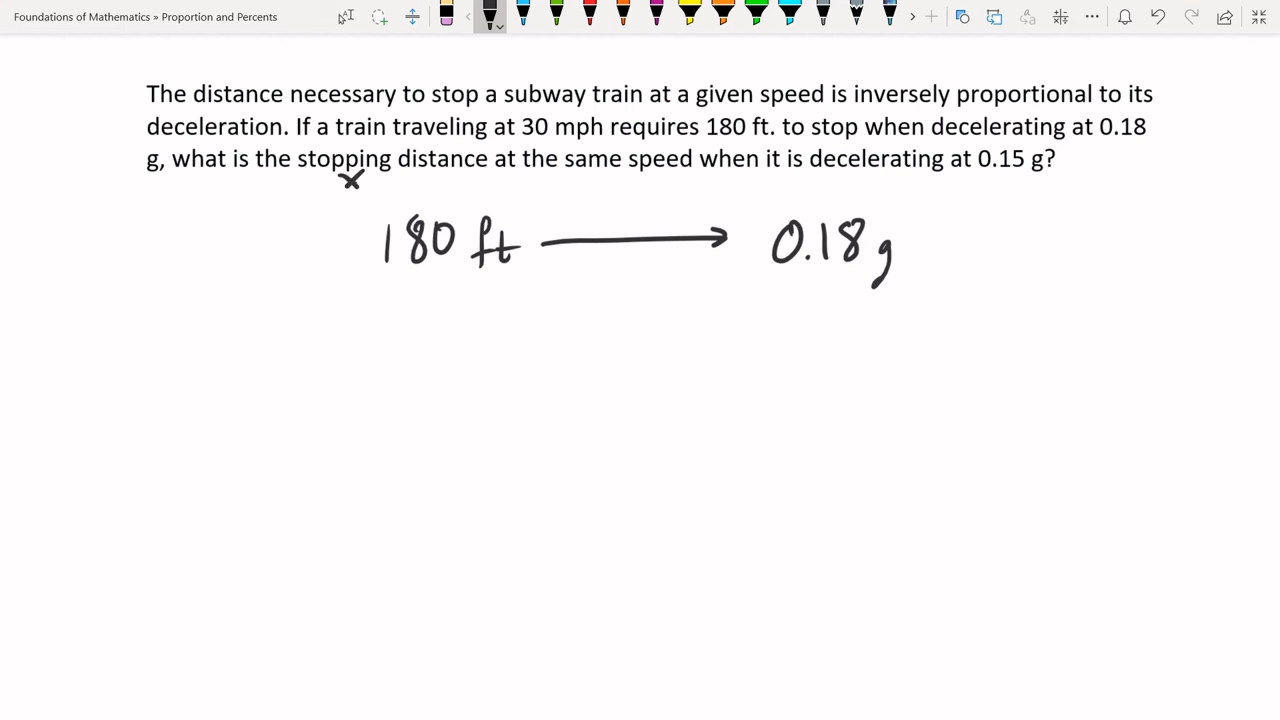 Foundations of Mathematics » Proportion and Percents
The distance necessary to stop a subway train at a given speed is inversely proportional to its
deceleration. If a train traveling at 30 mph requires 180 ft. to stop when decelerating at 0.18
g, what is the stopping distance at the same speed when it is decelerating at 0.15 g?
x
180 ft → 0.18 g